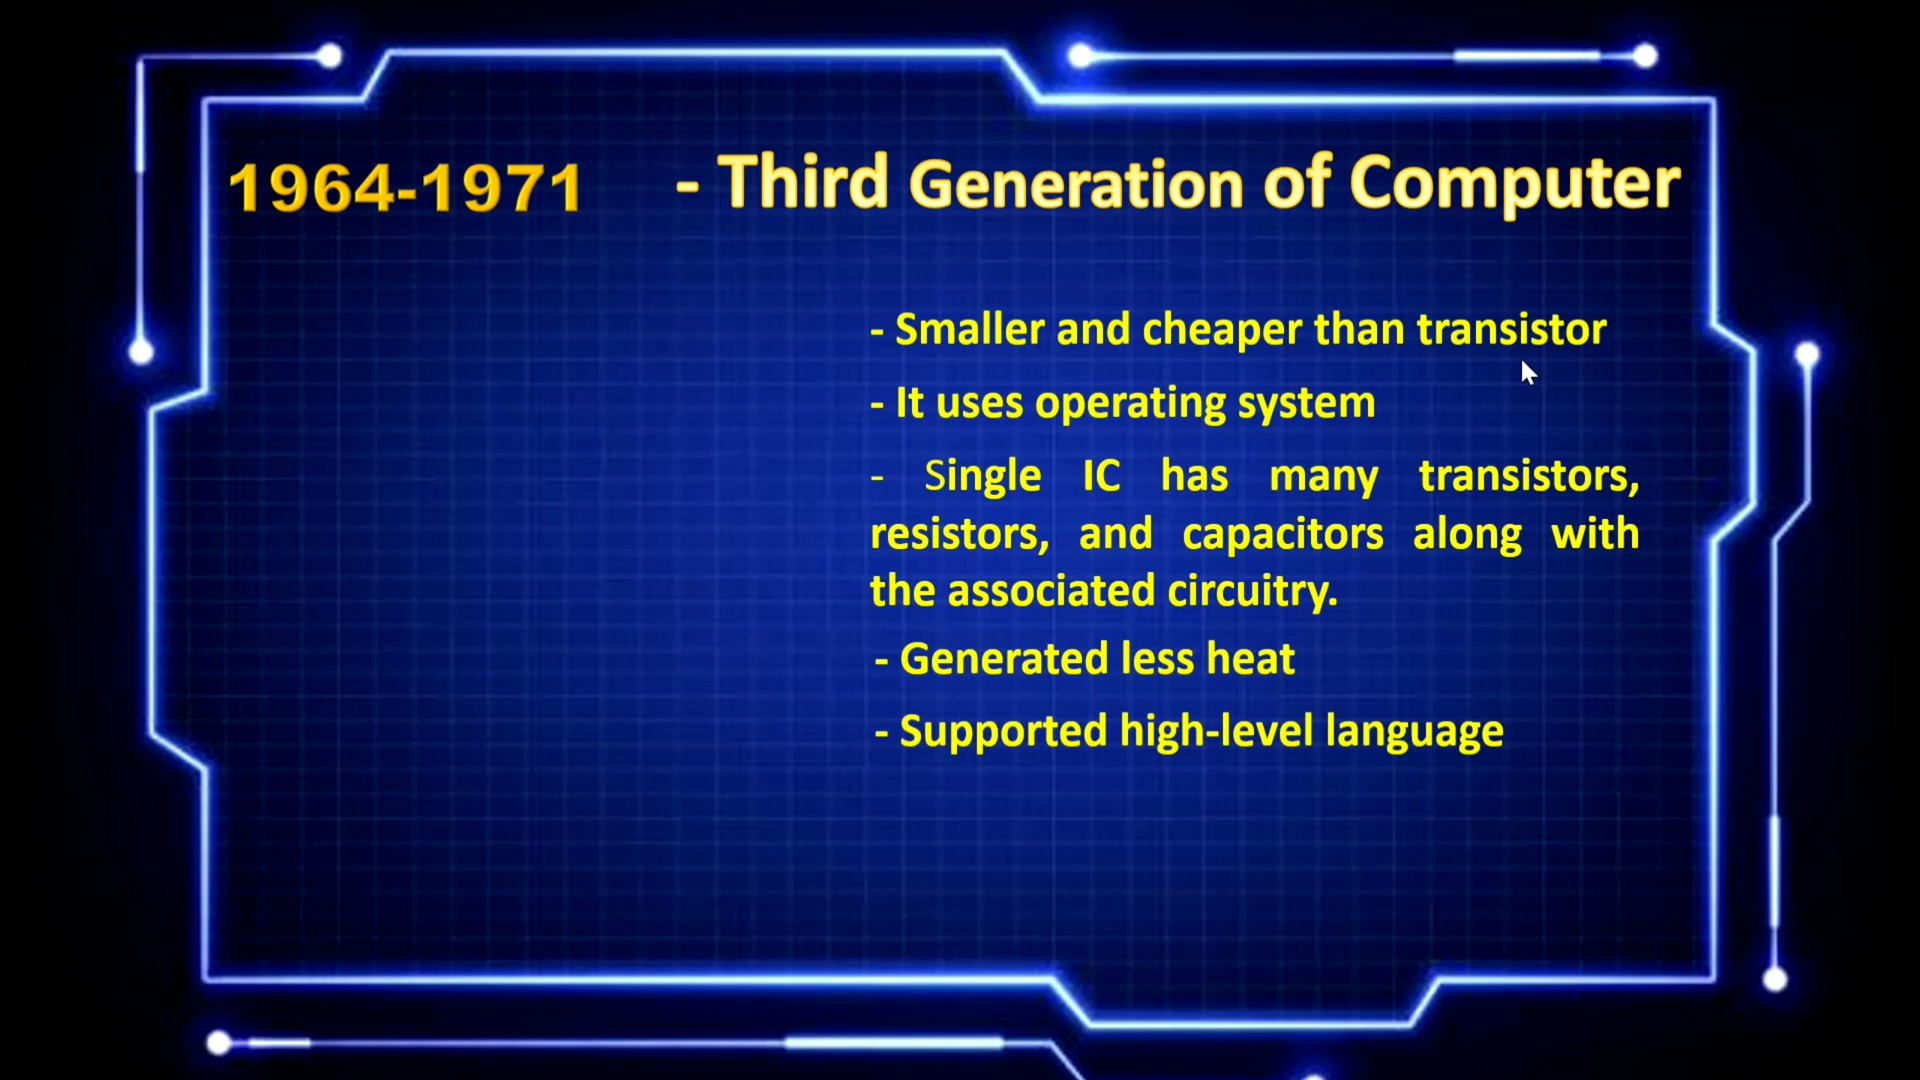 1964-1971 - Third Generation of Computer
- Smaller and cheaper than transistor
- It uses operating system
- Single IC has many transistors,
resistors, and capacitors along with
the associated circuitry.
- Generated less heat
- Supported high-level language